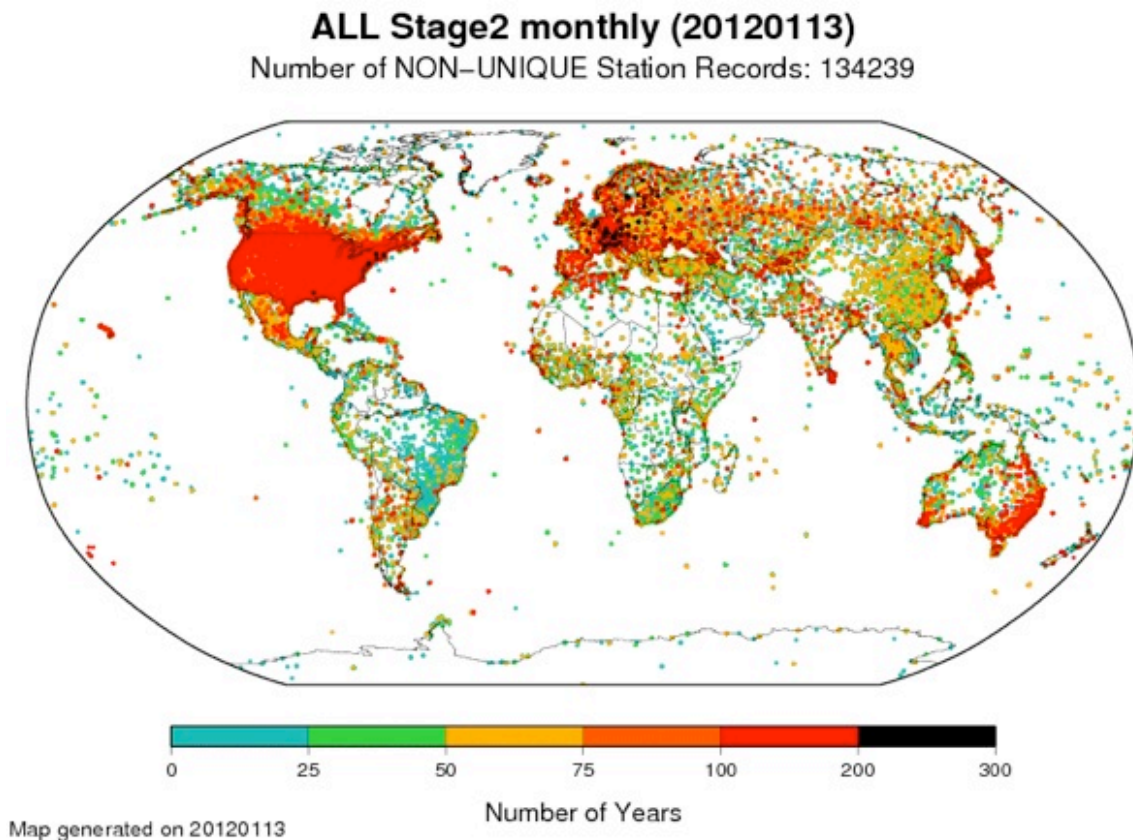 ALL Stage2 monthly (20120113)
Number of NON−UNIQUE Station Records: 134239
0 25 50 75 100 200 300
Number of Years
Map generated on 20120113